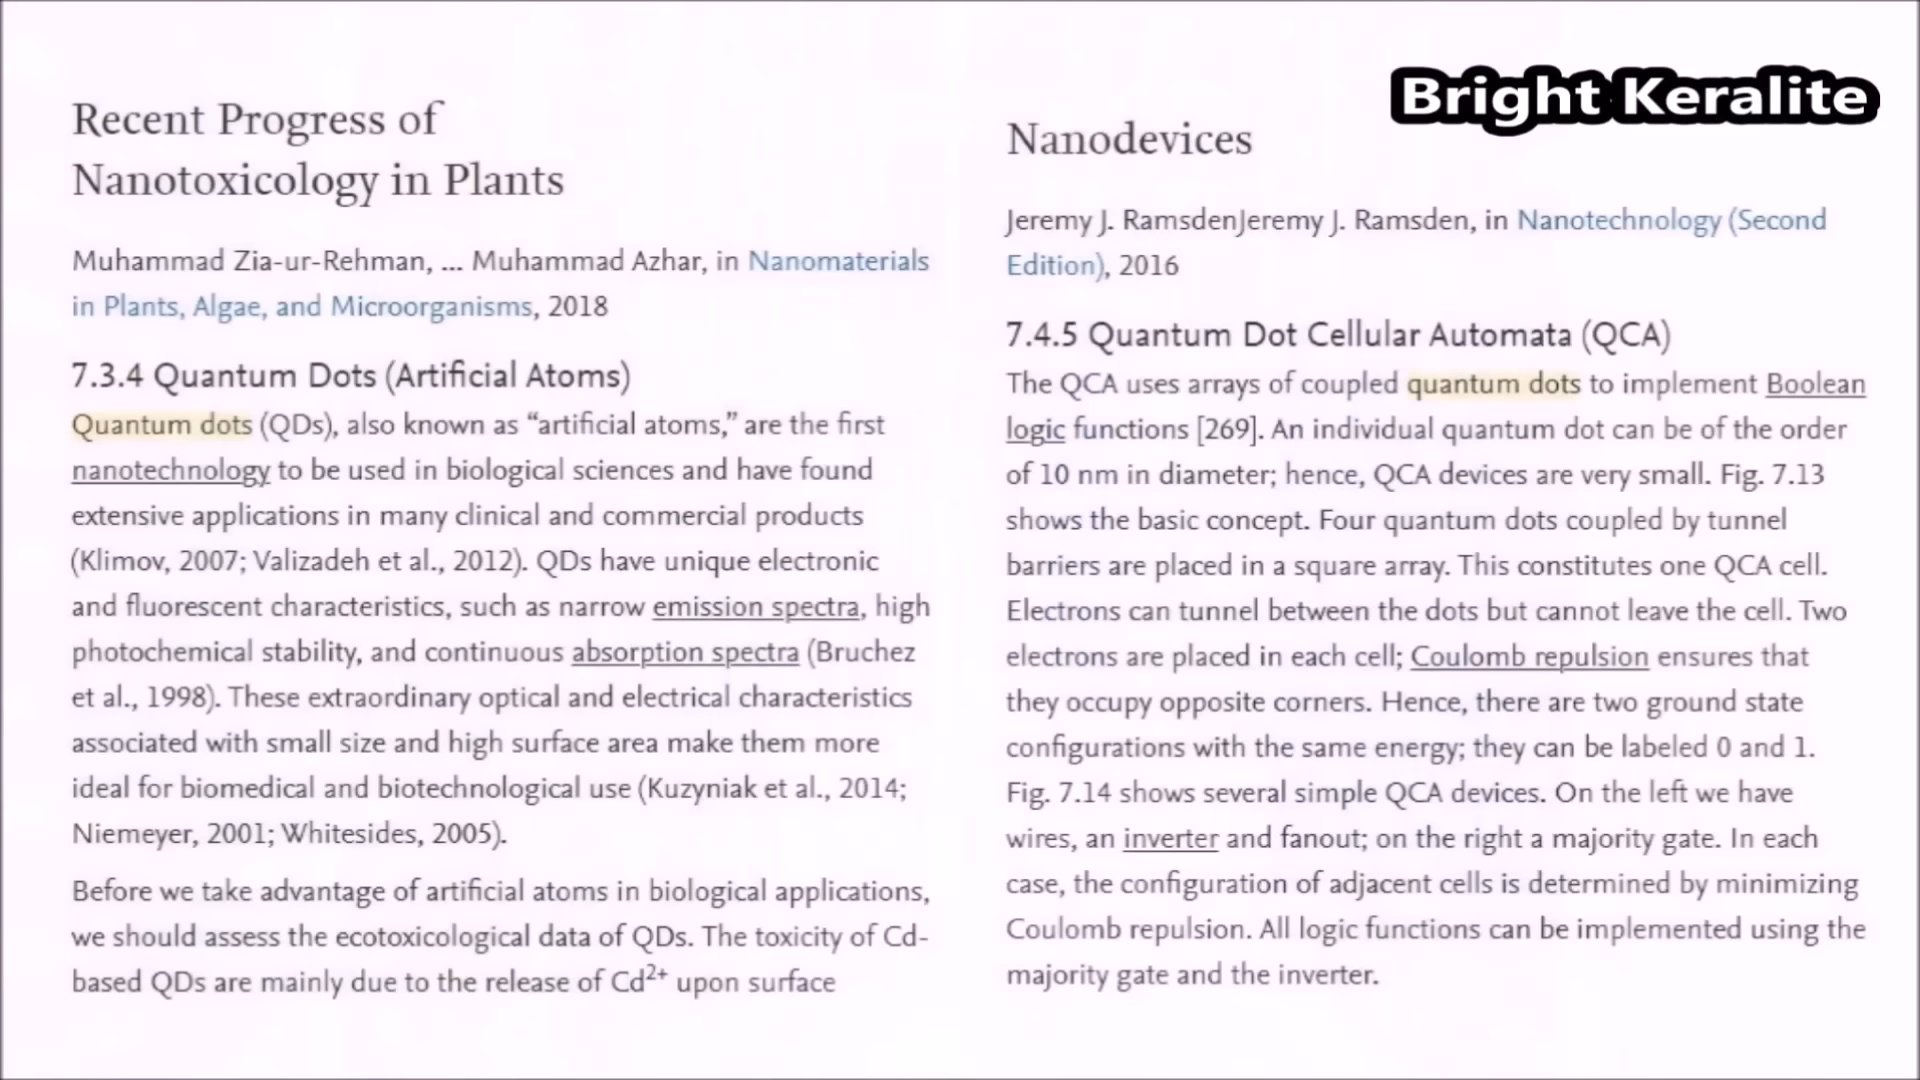 Bright Keralite
Recent Progress of
Nanotoxicology in Plants
Muhammad Zia-ur-Rehman, ... Muhammad Azhar, in Nanomaterials
in Plants, Algae, and Microorganisms, 2018
7.3.4 Quantum Dots (Artificial Atoms)
Quantum dots (QDs), also known as “artificial atoms,” are the first
nanotechnology to be used in biological sciences and have found
extensive applications in many clinical and commercial products
(Klimov, 2007; Valizadeh et al., 2012). QDs have unique electronic
and fluorescent characteristics, such as narrow emission spectra, high
photochemical stability, and continuous absorption spectra (Bruchez
et al., 1998). These extraordinary optical and electrical characteristics
associated with small size and high surface area make them more
ideal for biomedical and biotechnological use (Kuzyniak et al., 2014;
Niemeyer, 2001; Whitesides, 2005).
Before we take advantage of artificial atoms in biological applications,
we should assess the ecotoxicological data of QDs. The toxicity of Cd-
based QDs are mainly due to the release of Cd²⁺ upon surface
Nanodevices
Jeremy J. RamsdenJeremy J. Ramsden, in Nanotechnology (Second
Edition), 2016
7.4.5 Quantum Dot Cellular Automata (QCA)
The QCA uses arrays of coupled quantum dots to implement Boolean
logic functions [269]. An individual quantum dot can be of the order
of 10 nm in diameter; hence, QCA devices are very small. Fig. 7.13
shows the basic concept. Four quantum dots coupled by tunnel
barriers are placed in a square array. This constitutes one QCA cell.
Electrons can tunnel between the dots but cannot leave the cell. Two
electrons are placed in each cell; Coulomb repulsion ensures that
they occupy opposite corners. Hence, there are two ground state
configurations with the same energy; they can be labeled 0 and 1.
Fig. 7.14 shows several simple QCA devices. On the left we have
wires, an inverter and fanout; on the right a majority gate. In each
case, the configuration of adjacent cells is determined by minimizing
Coulomb repulsion. All logic functions can be implemented using the
majority gate and the inverter.